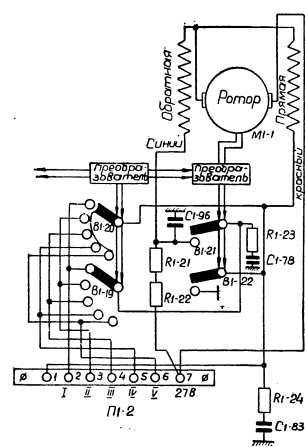 Обратная
Ротор
Прямая
М1-1
Синий
красный
Преобра-
зователь
Преобра-
зователь
В1-20
С1-96
В1-21
R1-23
С1-78
R1-21
В1-19
R1-22
В1-22
Ø 1 2 3 4 5 6 7 Ø
I II III IV V 27В
П1-2
R1-24
С1-83